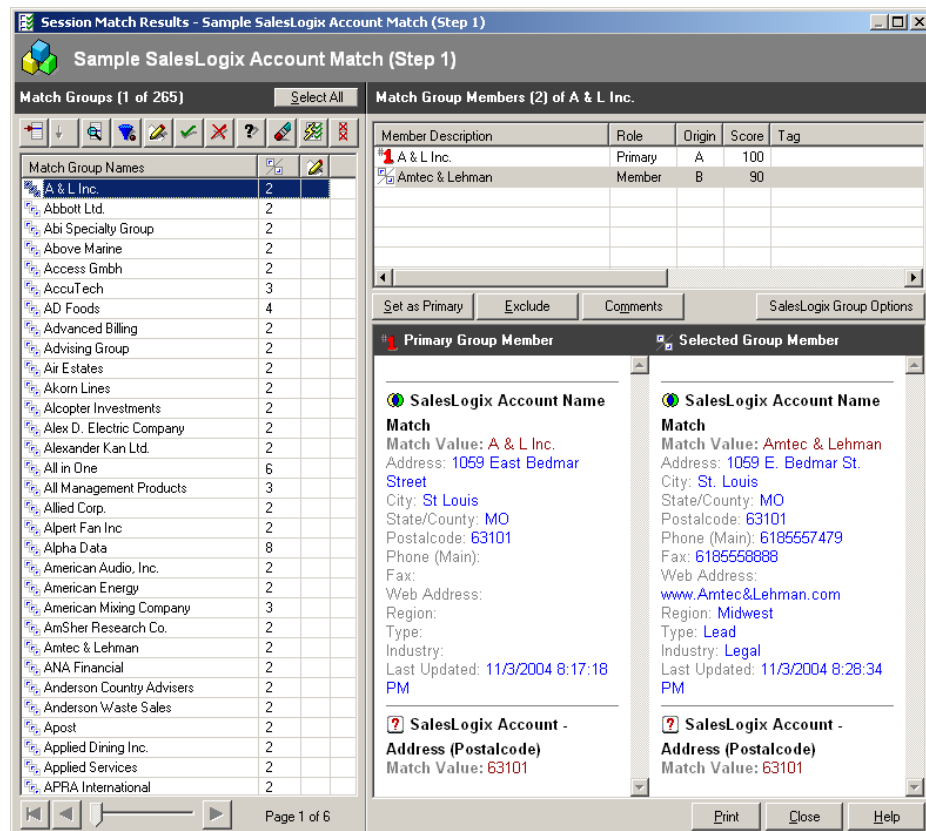 Session Match Results - Sample SalesLogix Account Match (Step 1)
Sample SalesLogix Account Match (Step 1)
Match Groups (1 of 265)
Select All
Match Group Names
A & L Inc. 2
Abbott Ltd. 2
Abi Specialty Group 2
Above Marine 2
Access Gmbh 2
AccuTech 3
AD Foods 4
Advanced Billing 2
Advising Group 2
Air Estates 2
Akorn Lines 2
Alcopter Investments 2
Alex D. Electric Company 2
Alexander Kan Ltd. 2
All in One 6
All Management Products 3
Allied Corp. 2
Alpert Fan Inc 2
Alpha Data 8
American Audio, Inc. 2
American Energy 2
American Mixing Company 3
AmSher Research Co. 2
Amtec & Lehman 2
ANA Financial 2
Anderson Country Advisers 2
Anderson Waste Sales 2
Apost 2
Applied Dining Inc. 2
Applied Services 2
APRA International 2
Page 1 of 6
Match Group Members (2) of A & L Inc.
Member Description Role Origin Score Tag
#1 A & L Inc. Primary A 100
Amtec & Lehman Member B 90
Set as Primary Exclude Comments SalesLogix Group Options
#1 Primary Group Member
SalesLogix Account Name
Match
Match Value: A & L Inc.
Address: 1059 East Bedmar
Street
City: St Louis
State/County: MO
Postalcode: 63101
Phone (Main):
Fax:
Web Address:
Region:
Type:
Industry:
Last Updated: 11/3/2004 8:17:18
PM
? SalesLogix Account -
Address (Postalcode)
Match Value: 63101
Selected Group Member
SalesLogix Account Name
Match
Match Value: Amtec & Lehman
Address: 1059 E. Bedmar St.
City: St. Louis
State/County: MO
Postalcode: 63101
Phone (Main): 6185557479
Fax: 6185558888
Web Address:
www.Amtec&Lehman.com
Region: Midwest
Type: Lead
Industry: Legal
Last Updated: 11/3/2004 8:28:34
PM
? SalesLogix Account -
Address (Postalcode)
Match Value: 63101
Print Close Help